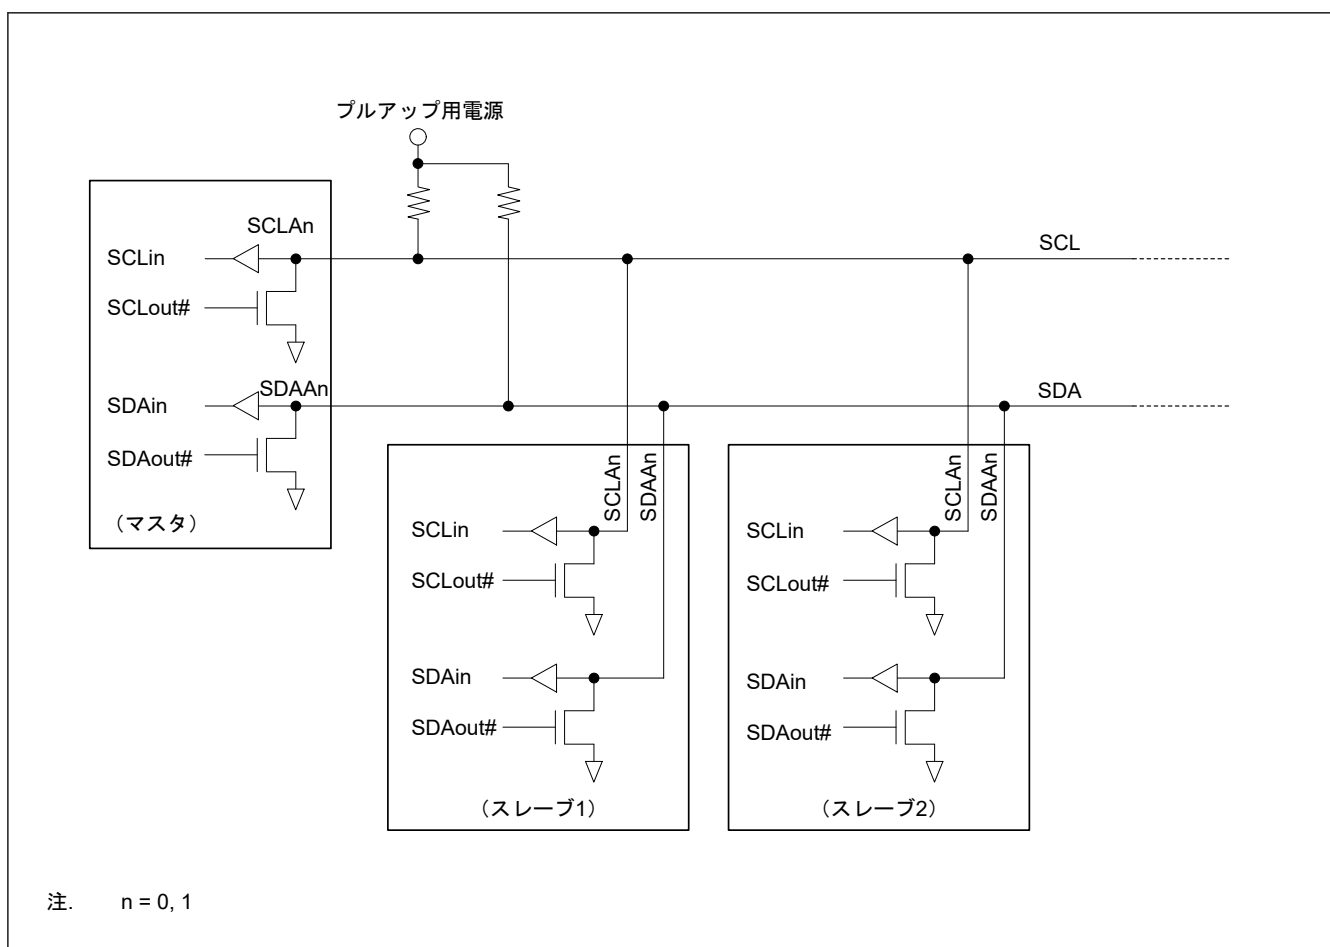 プルアップ用電源
SCLAn
SCLin
SCLout#
SDAAn
SDAin
SDAout#
（マスタ）
SCL
SDA
SCLAn
SDAAn
SCLin
SCLout#
SDAin
SDAout#
（スレーブ1）
SCLAn
SDAAn
SCLin
SCLout#
SDAin
SDAout#
（スレーブ2）
注. n = 0, 1